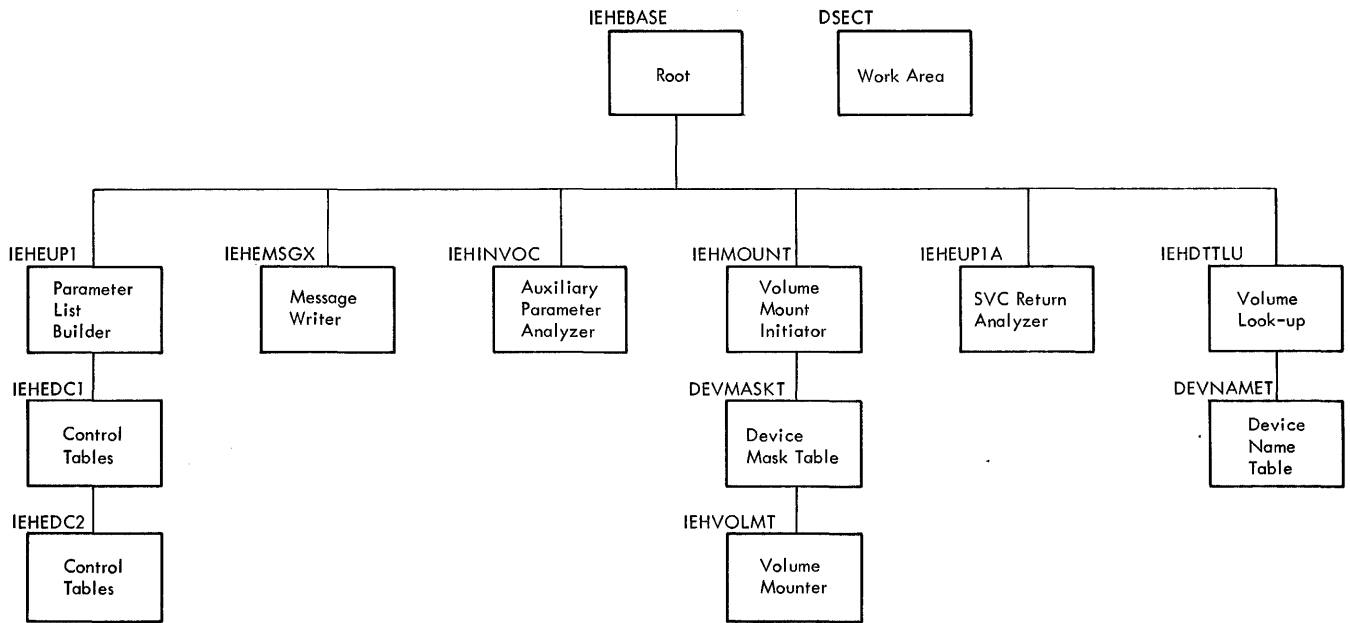 IEHEBASE
Root
DSECT
Work Area
IEHEUP1
Parameter
List
Builder
IEHEMSGX
Message
Writer
IEHINVOC
Auxiliary
Parameter
Analyzer
IEHMOUNT
Volume
Mount
Initiator
IEHEUP1A
SVC Return
Analyzer
IEHDTTLU
Volume
Look-up
IEHEDC1
Control
Tables
DEVMASKT
Device
Mask Table
DEVNAMET
Device
Name
Table
IEHEDC2
Control
Tables
IEHVOLMT
Volume
Mounter